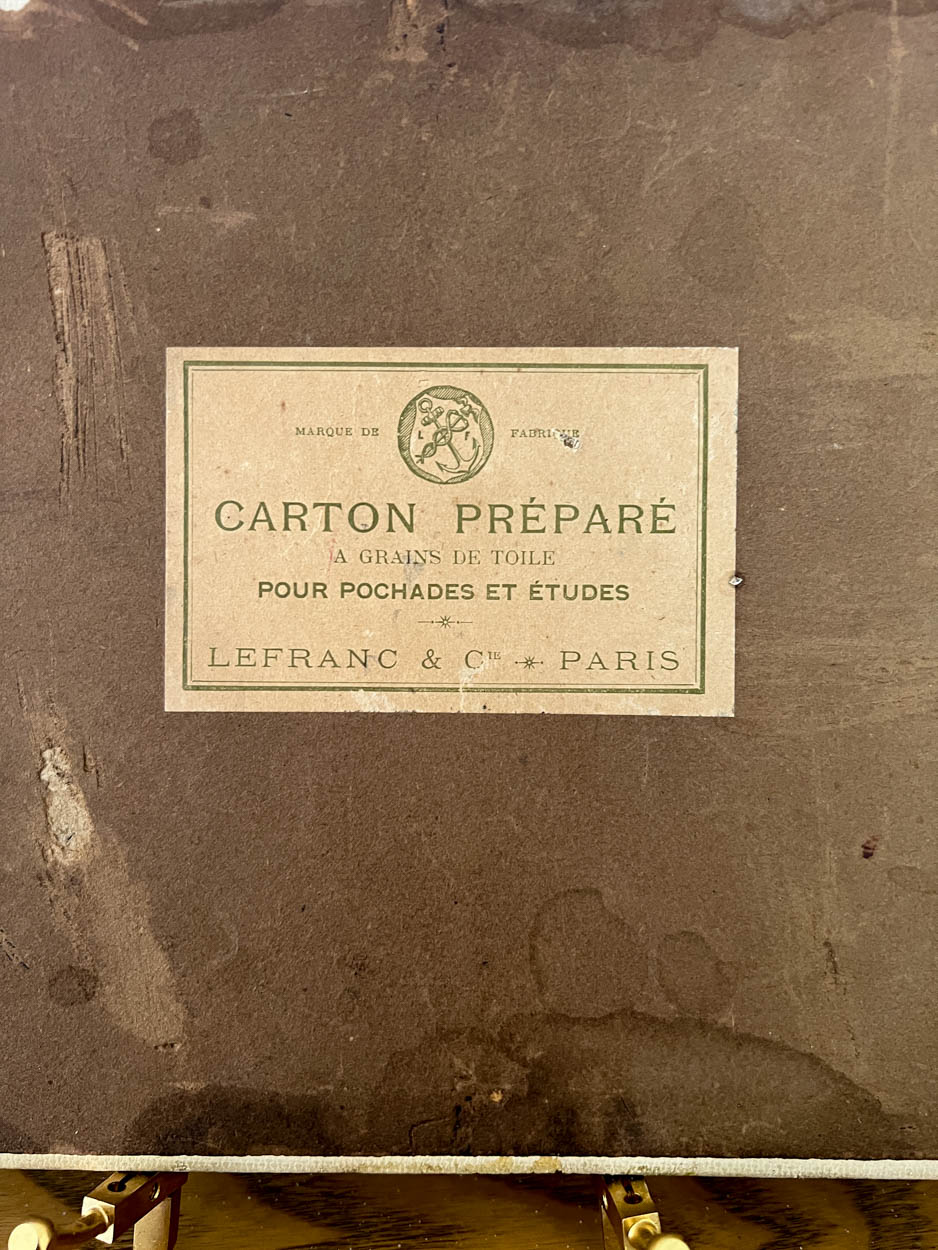 MARQUE DE FABRIQUE
L F
CARTON PRÉPARÉ
A GRAINS DE TOILE
POUR POCHADES ET ÉTUDES
LEFRANC & CIE PARIS